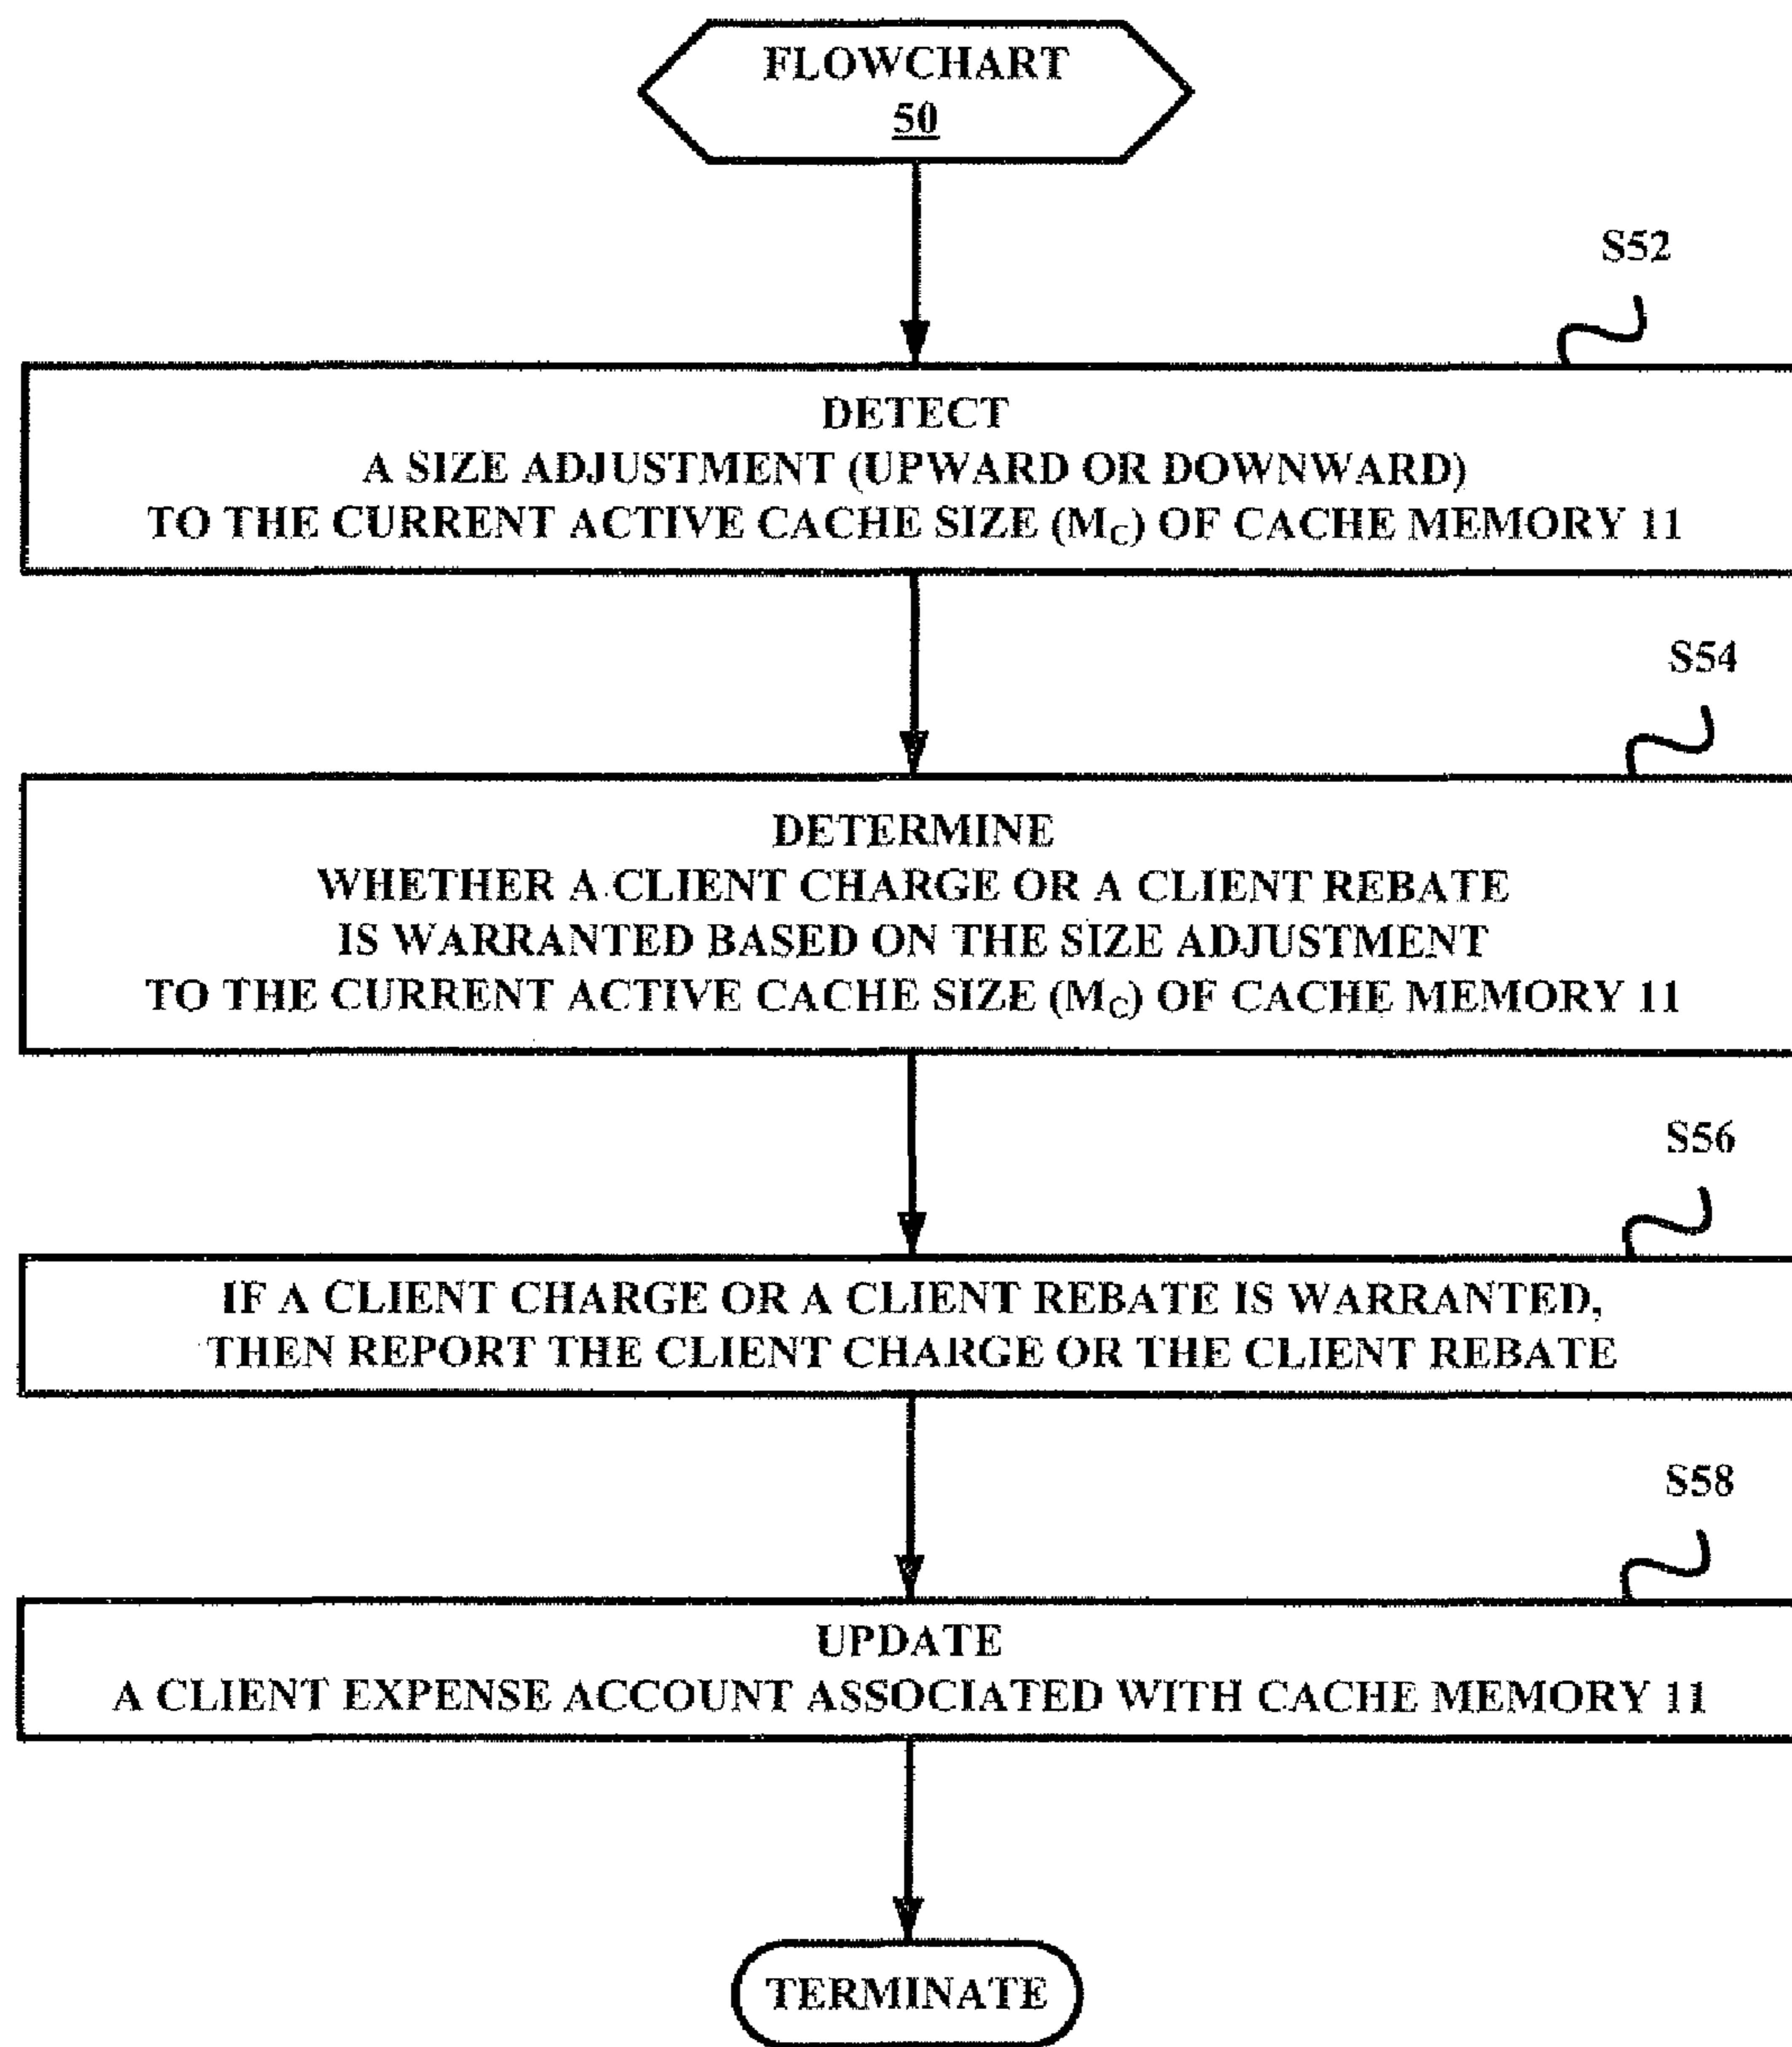 FLOWCHART
50
S52
DETECT
A SIZE ADJUSTMENT (UPWARD OR DOWNWARD)
TO THE CURRENT ACTIVE CACHE SIZE (MC) OF CACHE MEMORY 11
S54
DETERMINE
WHETHER A CLIENT CHARGE OR A CLIENT REBATE
IS WARRANTED BASED ON THE SIZE ADJUSTMENT
TO THE CURRENT ACTIVE CACHE SIZE (MC) OF CACHE MEMORY 11
S56
IF A CLIENT CHARGE OR A CLIENT REBATE IS WARRANTED,
THEN REPORT THE CLIENT CHARGE OR THE CLIENT REBATE
S58
UPDATE
A CLIENT EXPENSE ACCOUNT ASSOCIATED WITH CACHE MEMORY 11
TERMINATE